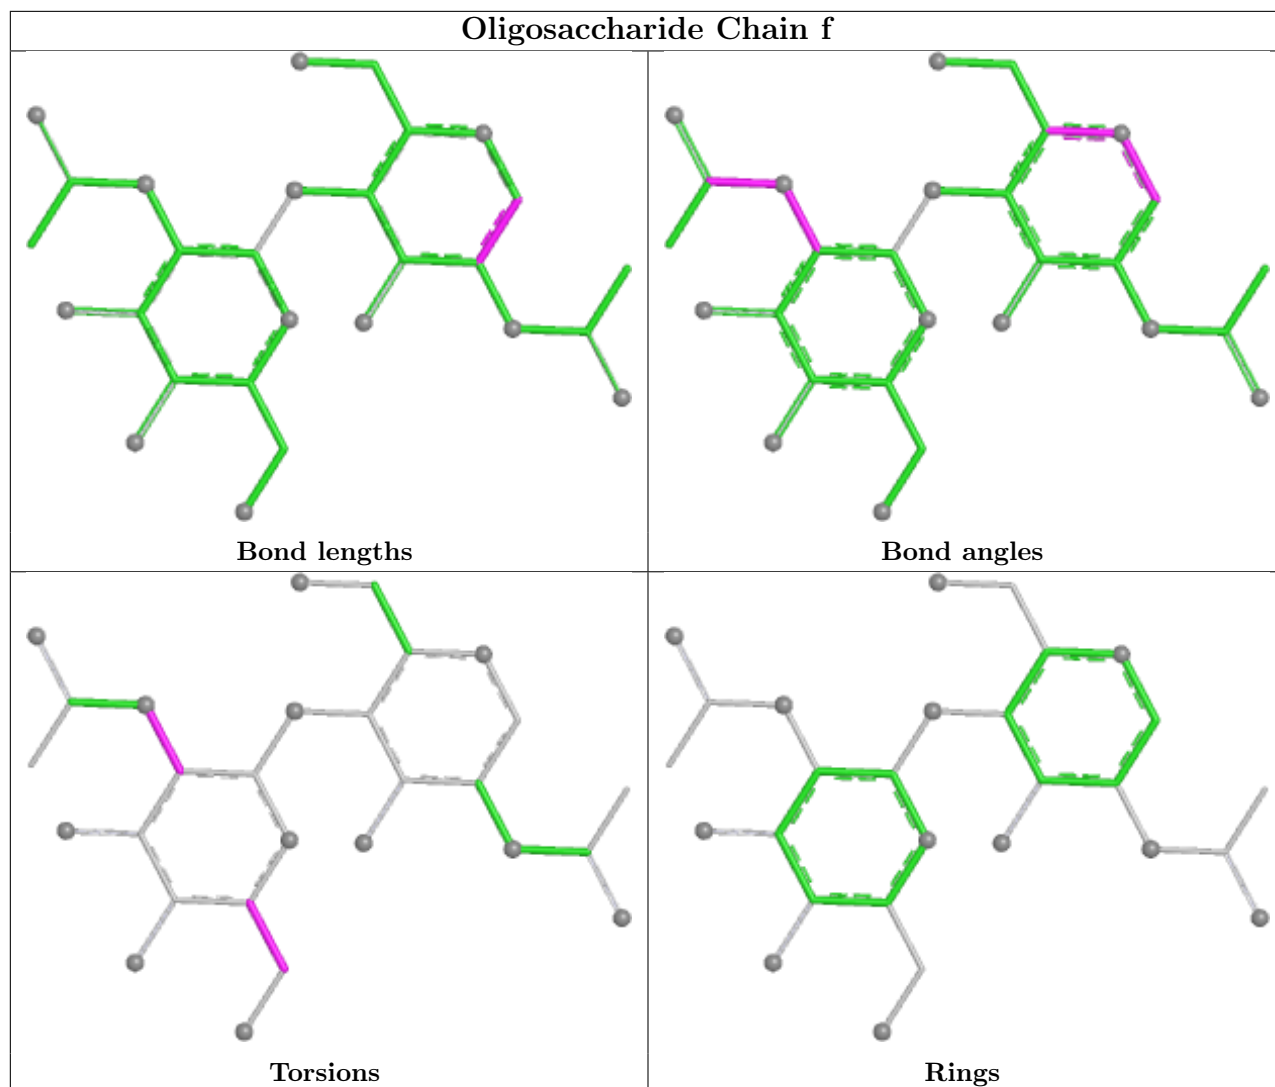 Oligosaccharide Chain f
Bond lengths
Bond angles
Torsions
Rings